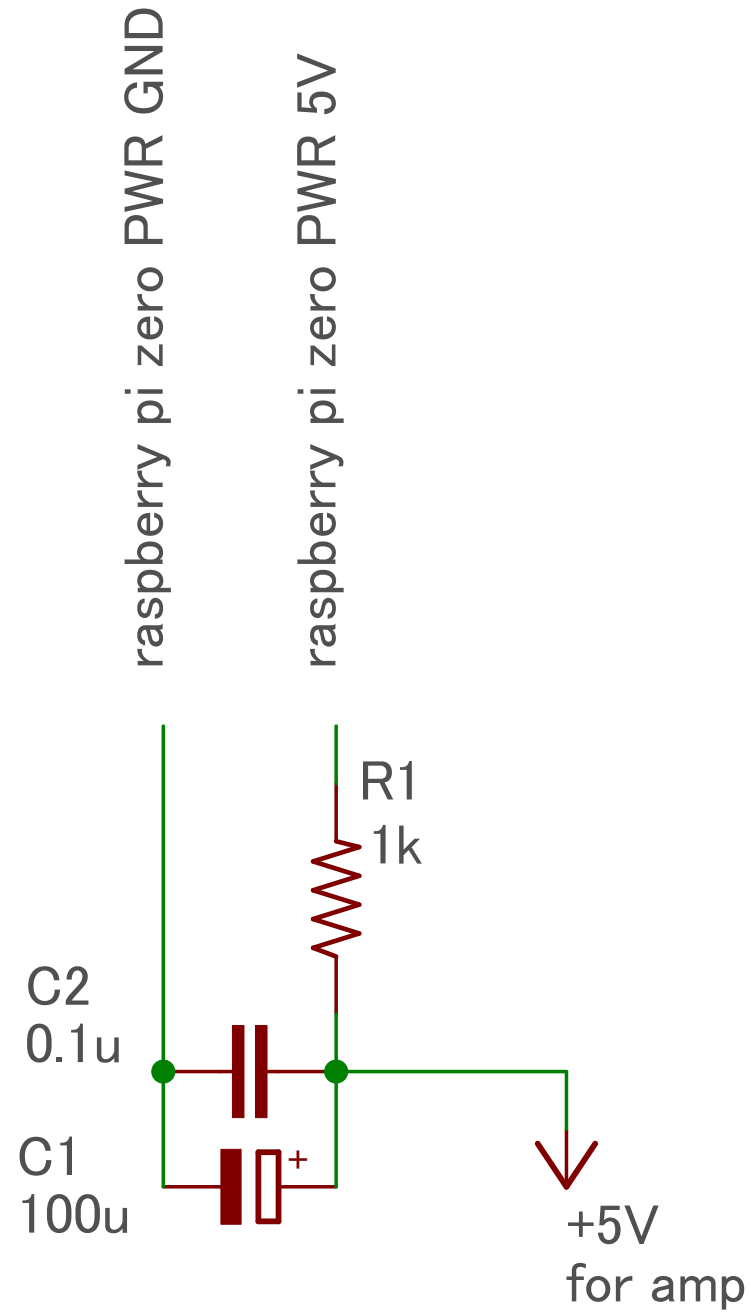 raspberry pi zero PWR GND
raspberry pi zero PWR 5V
R1
1k
C2
0.1u
C1
100u
+
+5V
for amp